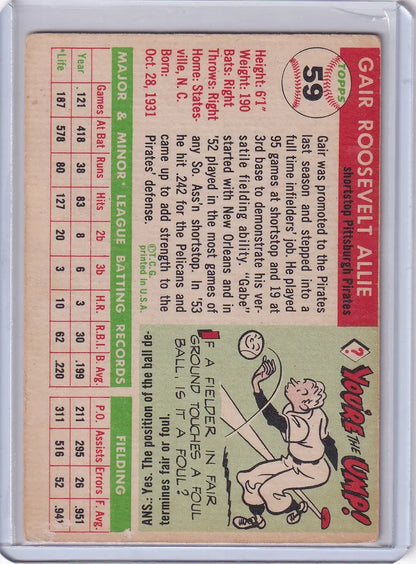 TOPPS
59
GAIR ROOSEVELT ALLIE
shortstop Pittsburgh Pirates
Height: 6'1"
Weight: 190
Bats: Right
Throws: Right
Home: States-
ville, N. C.
Born:
Oct. 28, 1931
Gair was promoted to the Pirates
last season and stepped into a
full time infielders' job. He played
95 games at shortstop and 19 at
3rd base to demonstrate his ver-
satile fielding ability. "Gabe"
started with New Orleans and in
'52 played in the most games of
any So. Ass'n shortstop. In '53
he hit .242 for the Pelicans and
came up to add strength to the
Pirates' defense.
© T. C. G.
printed in U.S.A.
?
YOU'RE THE UMP!
IF A FIELDER IN FAIR
GROUND TOUCHES A FOUL
BALL, IS IT A FOUL?
ANS.: Yes. The position of the ball de-
termines fair or foul.
MAJOR & MINOR* LEAGUE BATTING RECORDS
FIELDING
Games At Bat Runs Hits 2b 3b H.R. R.B.I. B Avg. P.O. Assists Errors F. Avg.
Year 121 418 38 83 8 6 3 30 .199 211 295 26 .951
*Life 187 578 80 127 20 3 10 62 .220 311 516 52 .941